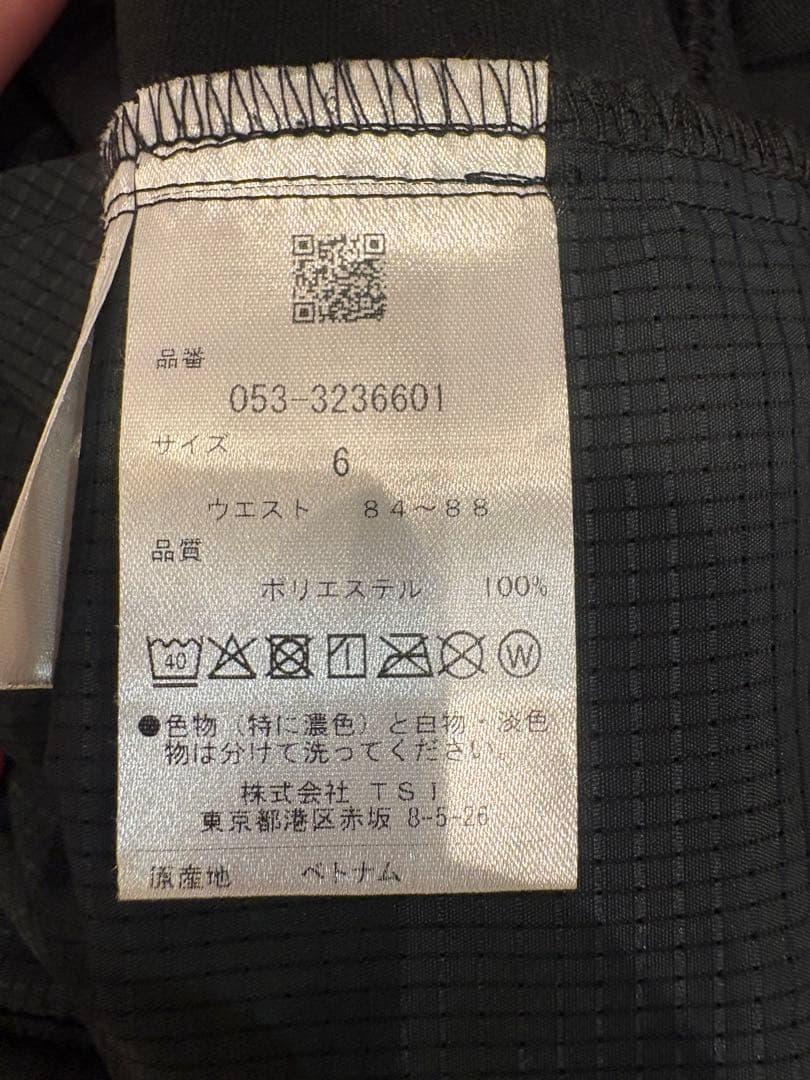 品番
053-3236601
サイズ
6
ウエスト 84～88
品質
ポリエステル 100%
40
W
●色物（特に濃色）と白物・淡色
物は分けて洗ってください。
株式会社 TSI
東京都港区赤坂 8-5-26
原産地 ベトナム